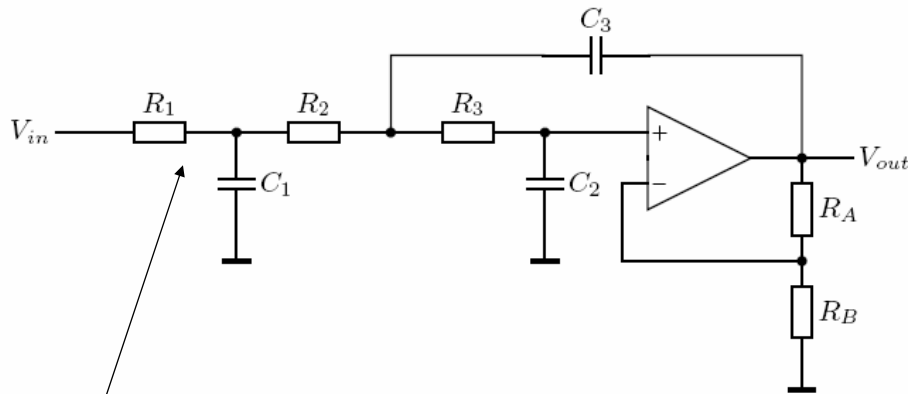 C3
R1 R2 R3
Vin + Vout
C1 C2 −
RA
RB